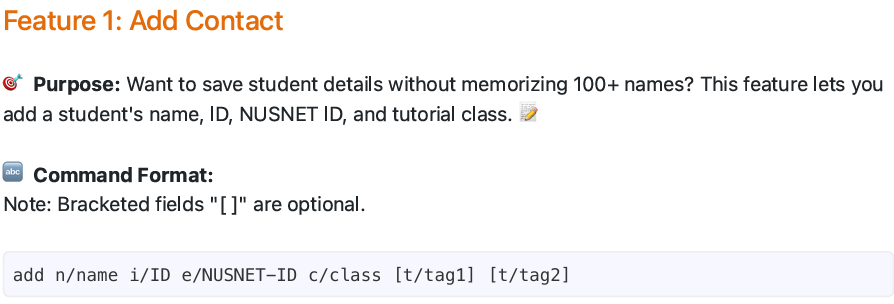 Feature 1: Add Contact
🎯 Purpose: Want to save student details without memorizing 100+ names? This feature lets you
add a student's name, ID, NUSNET ID, and tutorial class. 📝
🔤 Command Format:
Note: Bracketed fields "[ ]" are optional.
add n/name i/ID e/NUSNET-ID c/class [t/tag1] [t/tag2]